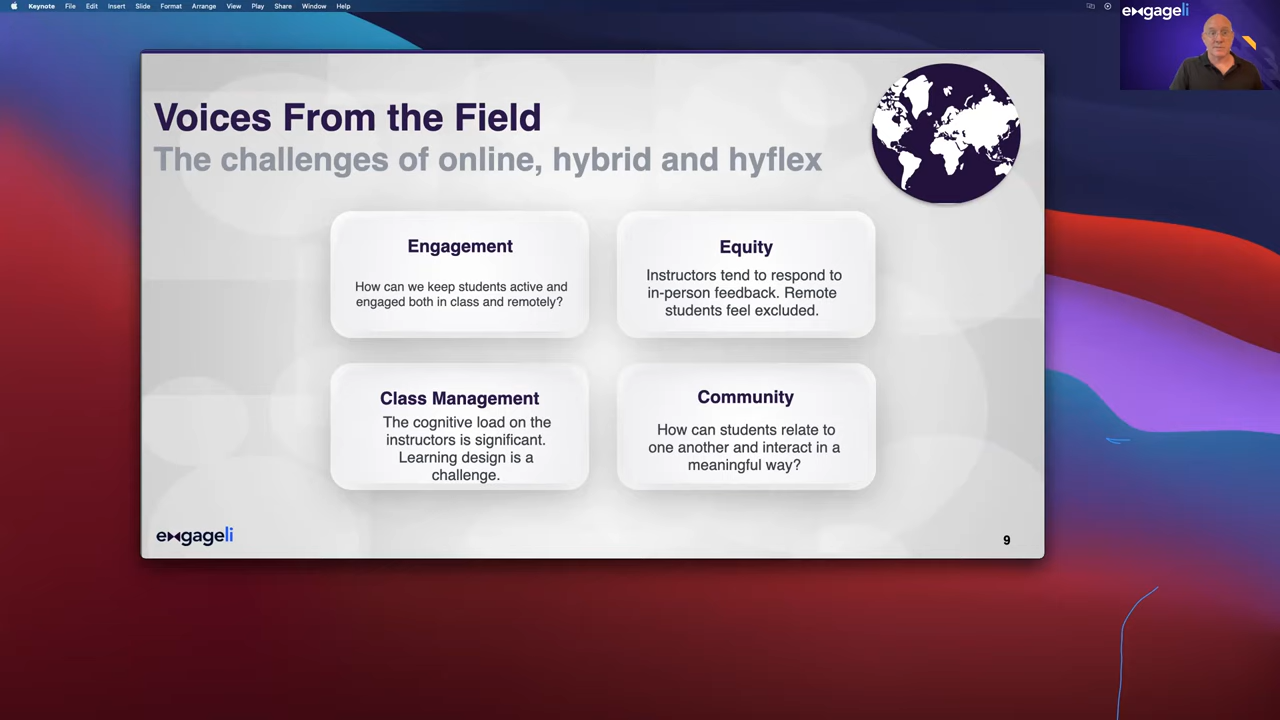 Keynote File Edit Insert Slide Format Arrange View Play Share Window Help
engageli
Voices From the Field
The challenges of online, hybrid and hyflex
Engagement
How can we keep students active and
engaged both in class and remotely?
Equity
Instructors tend to respond to
in-person feedback. Remote
students feel excluded.
Class Management
The cognitive load on the
instructors is significant.
Learning design is a
challenge.
Community
How can students relate to
one another and interact in a
meaningful way?
engageli
9